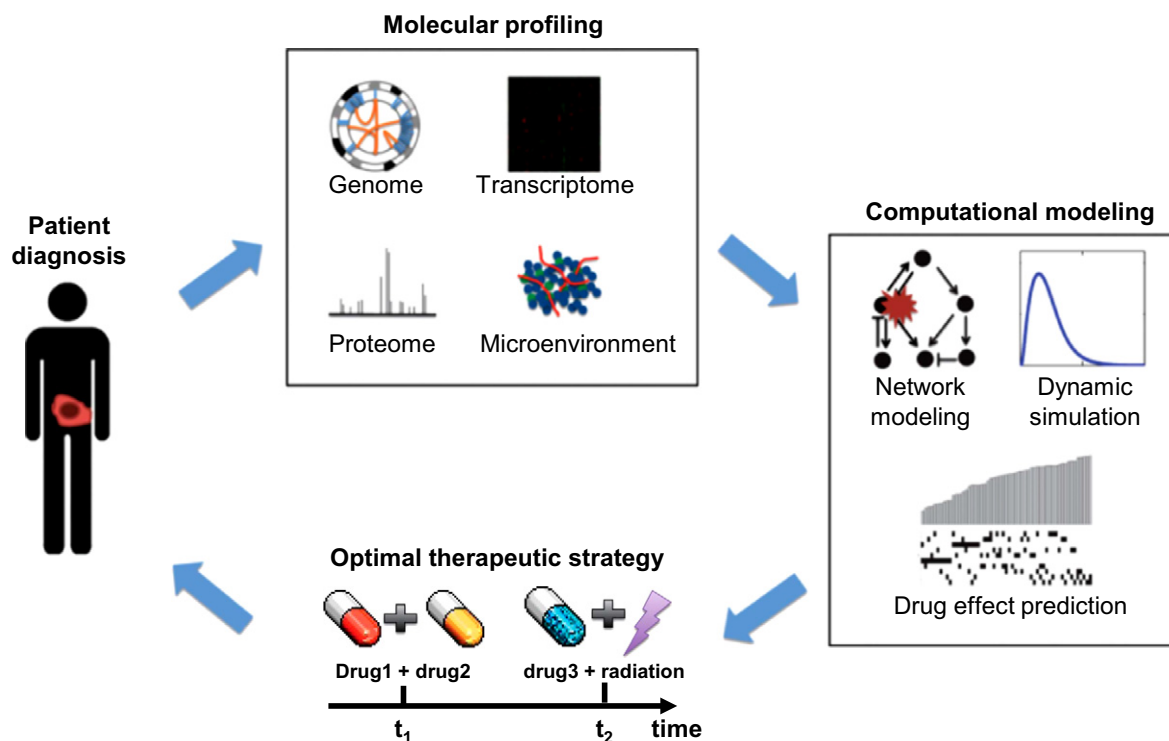 Molecular profiling
Genome
Transcriptome
Proteome
Microenvironment
Patient
diagnosis
Computational modeling
Network
modeling
Dynamic
simulation
Drug effect prediction
Optimal therapeutic strategy
Drug1 + drug2
drug3 + radiation
t₁
t₂
time